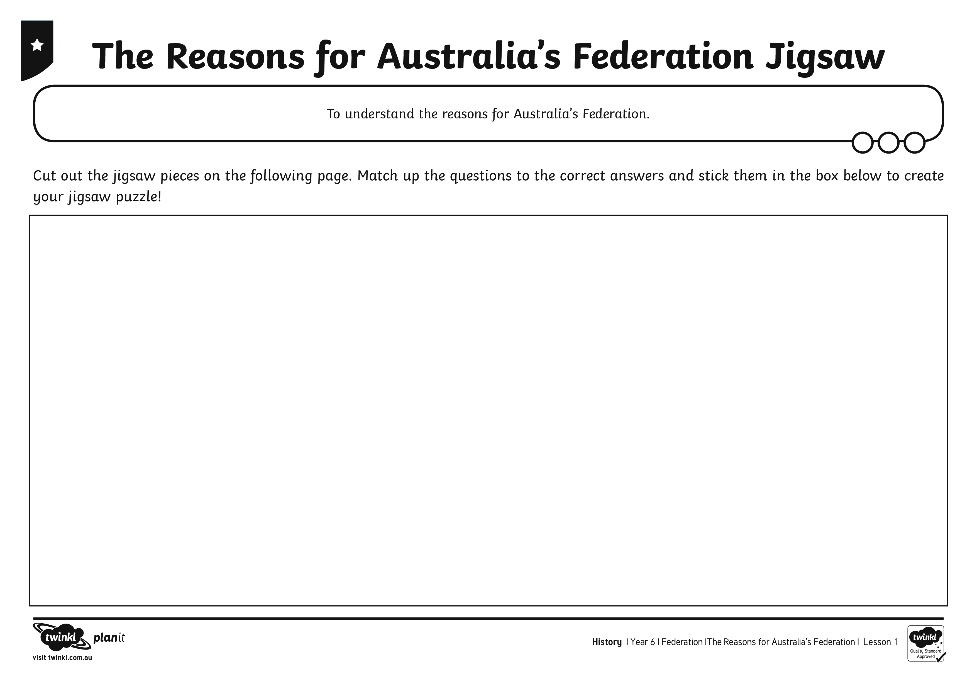 The Reasons for Australia's Federation Jigsaw
To understand the reasons for Australia's Federation.
Cut out the jigsaw pieces on the following page. Match up the questions to the correct answers and stick them in the box below to create
your jigsaw puzzle!
twinkl planit
visit twinkl.com.au
History I Year 6 I Federation I The Reasons for Australia's Federation I Lesson 1
twinkl
Quality Standard
Approved